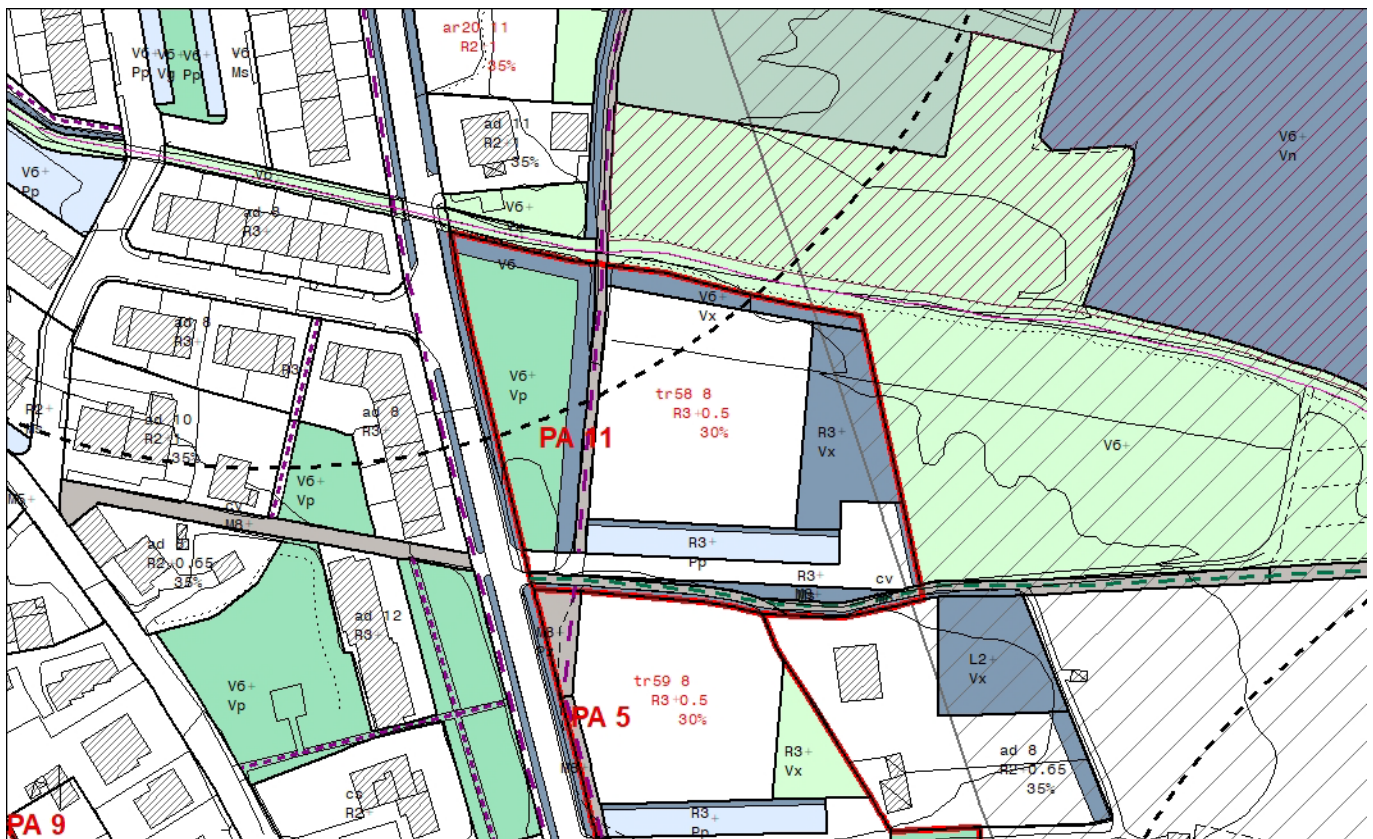 ar20 11
R2+1
35%
V6+ V6+ V6+
Pp Vg Pp
V6
Ms
ad 11
R2+1
35%
V6+
Vn
V6+
Pp
V6
ad 8
R3+
V6+
V6
V6+
Vx
ad 8
R3+
R3
V6+
Vp
tr58 8
R3+0.5
30%
R2+
ad 10
R2+1
35%
ad 8
R3
PA 11
R3+
Vx
V6+
V6+
Vp
M5+
cv
M8+
R3+
Pp
R3+
cv
R2+0.65
35%
ad 12
R3+
M8+
L2+
Vx
V6+
Vp
tr59 8
R3+0.5
30%
PA 5
R3+
Vx
ad 8
R2+0.65
35%
M8+
cs
R2+
R3+
Pp
PA 9